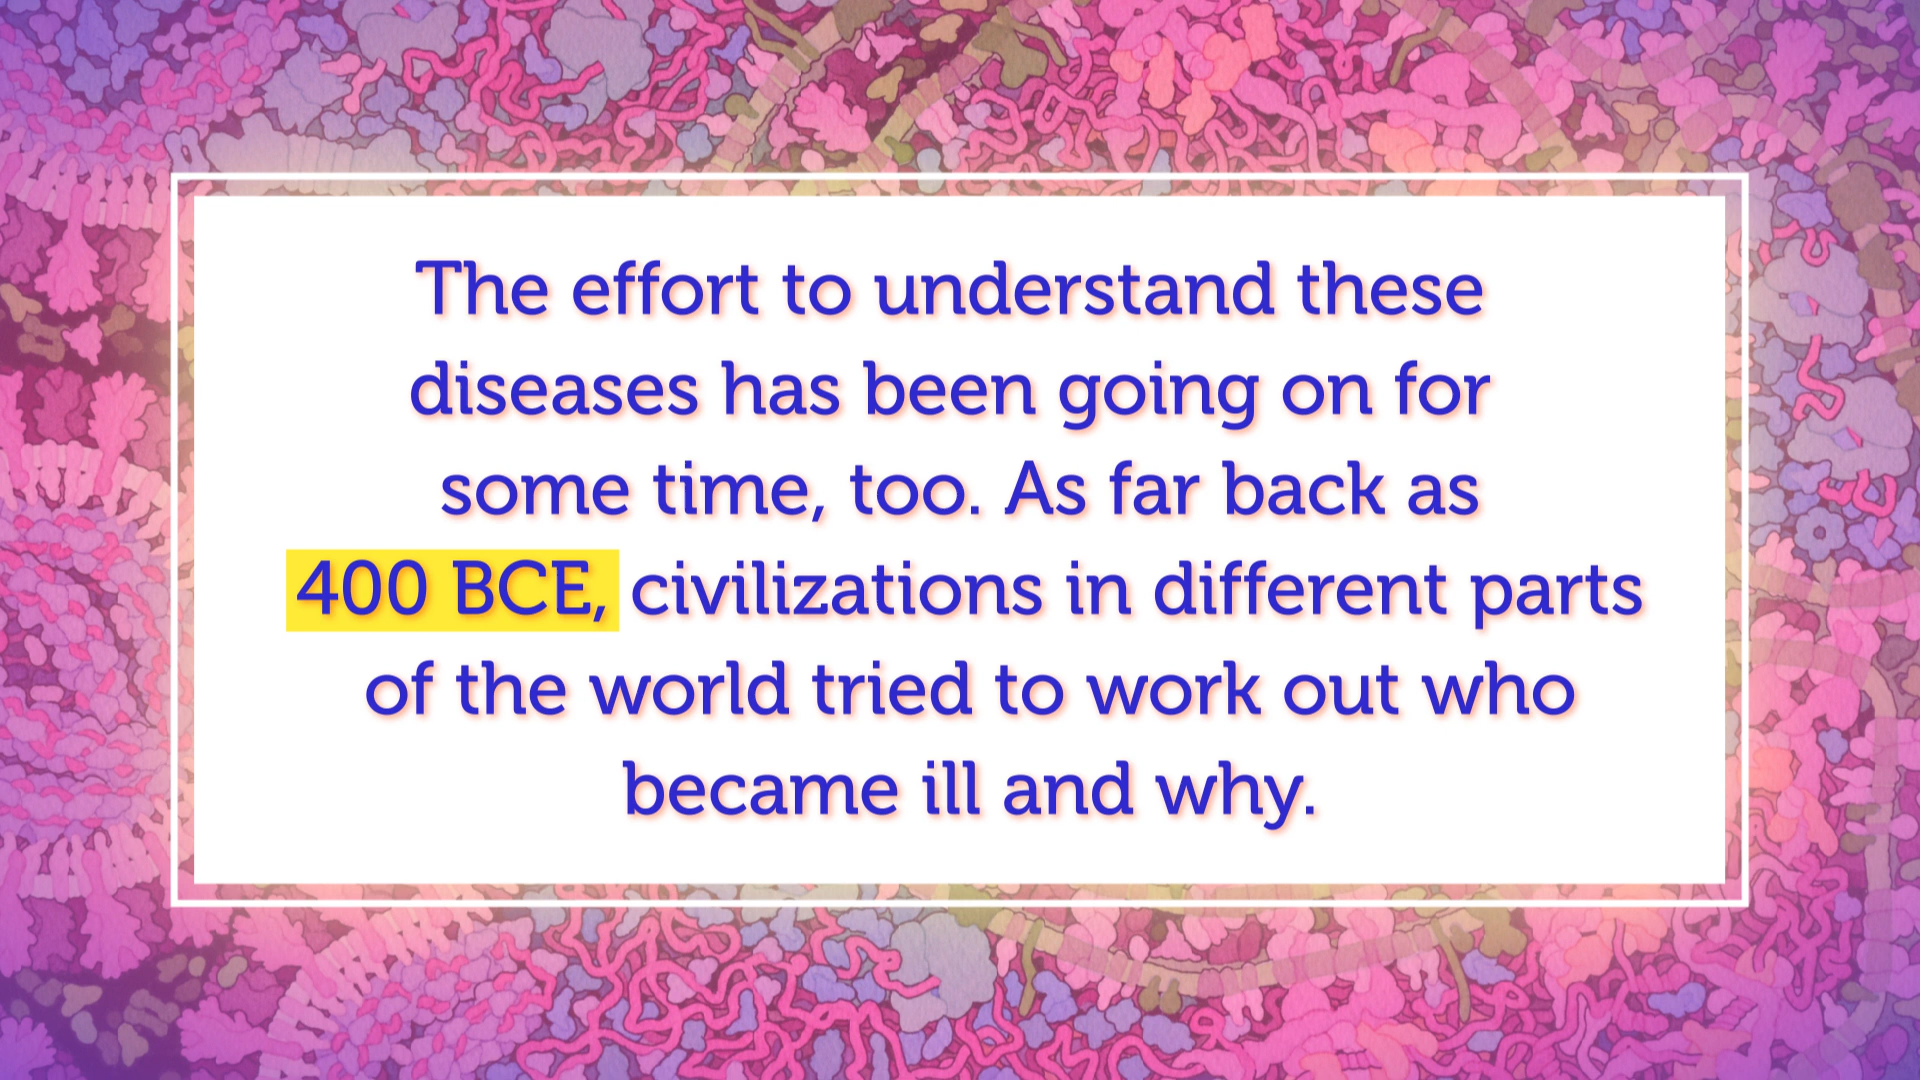 The effort to understand these
diseases has been going on for
some time, too. As far back as
400 BCE, civilizations in different parts
of the world tried to work out who
became ill and why.